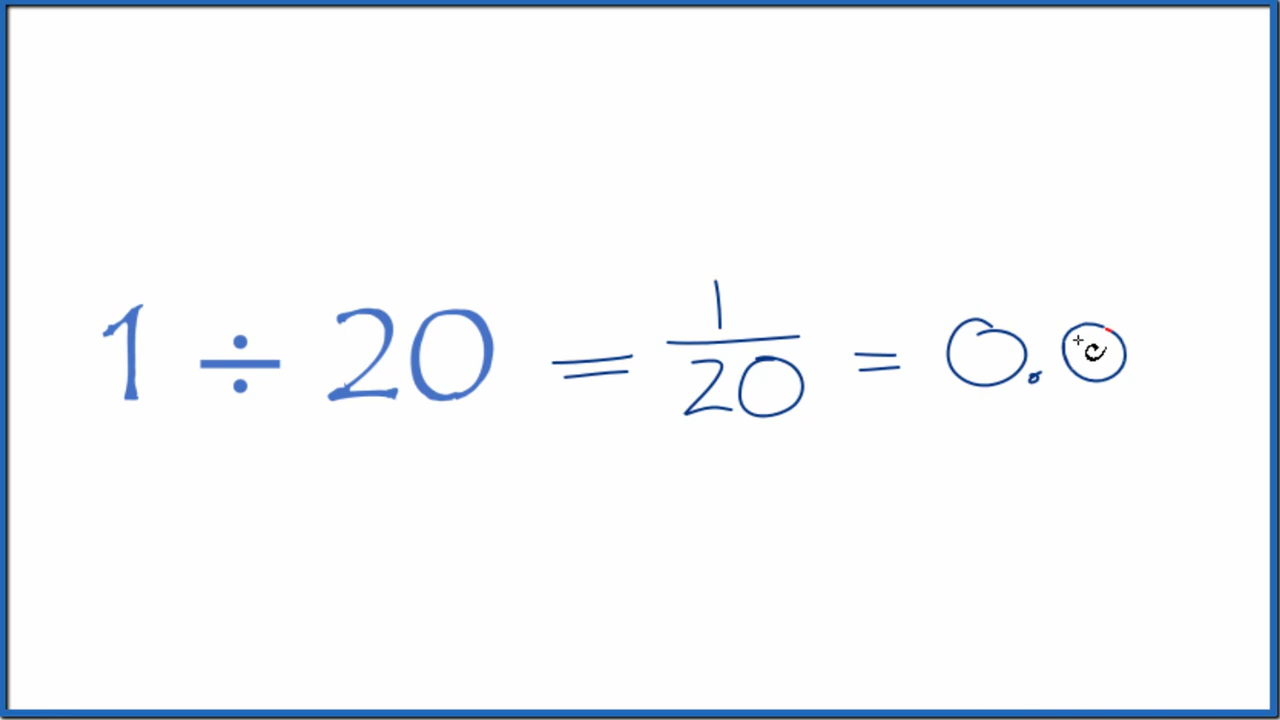 1 ÷ 20 = 1/20 = 0.0